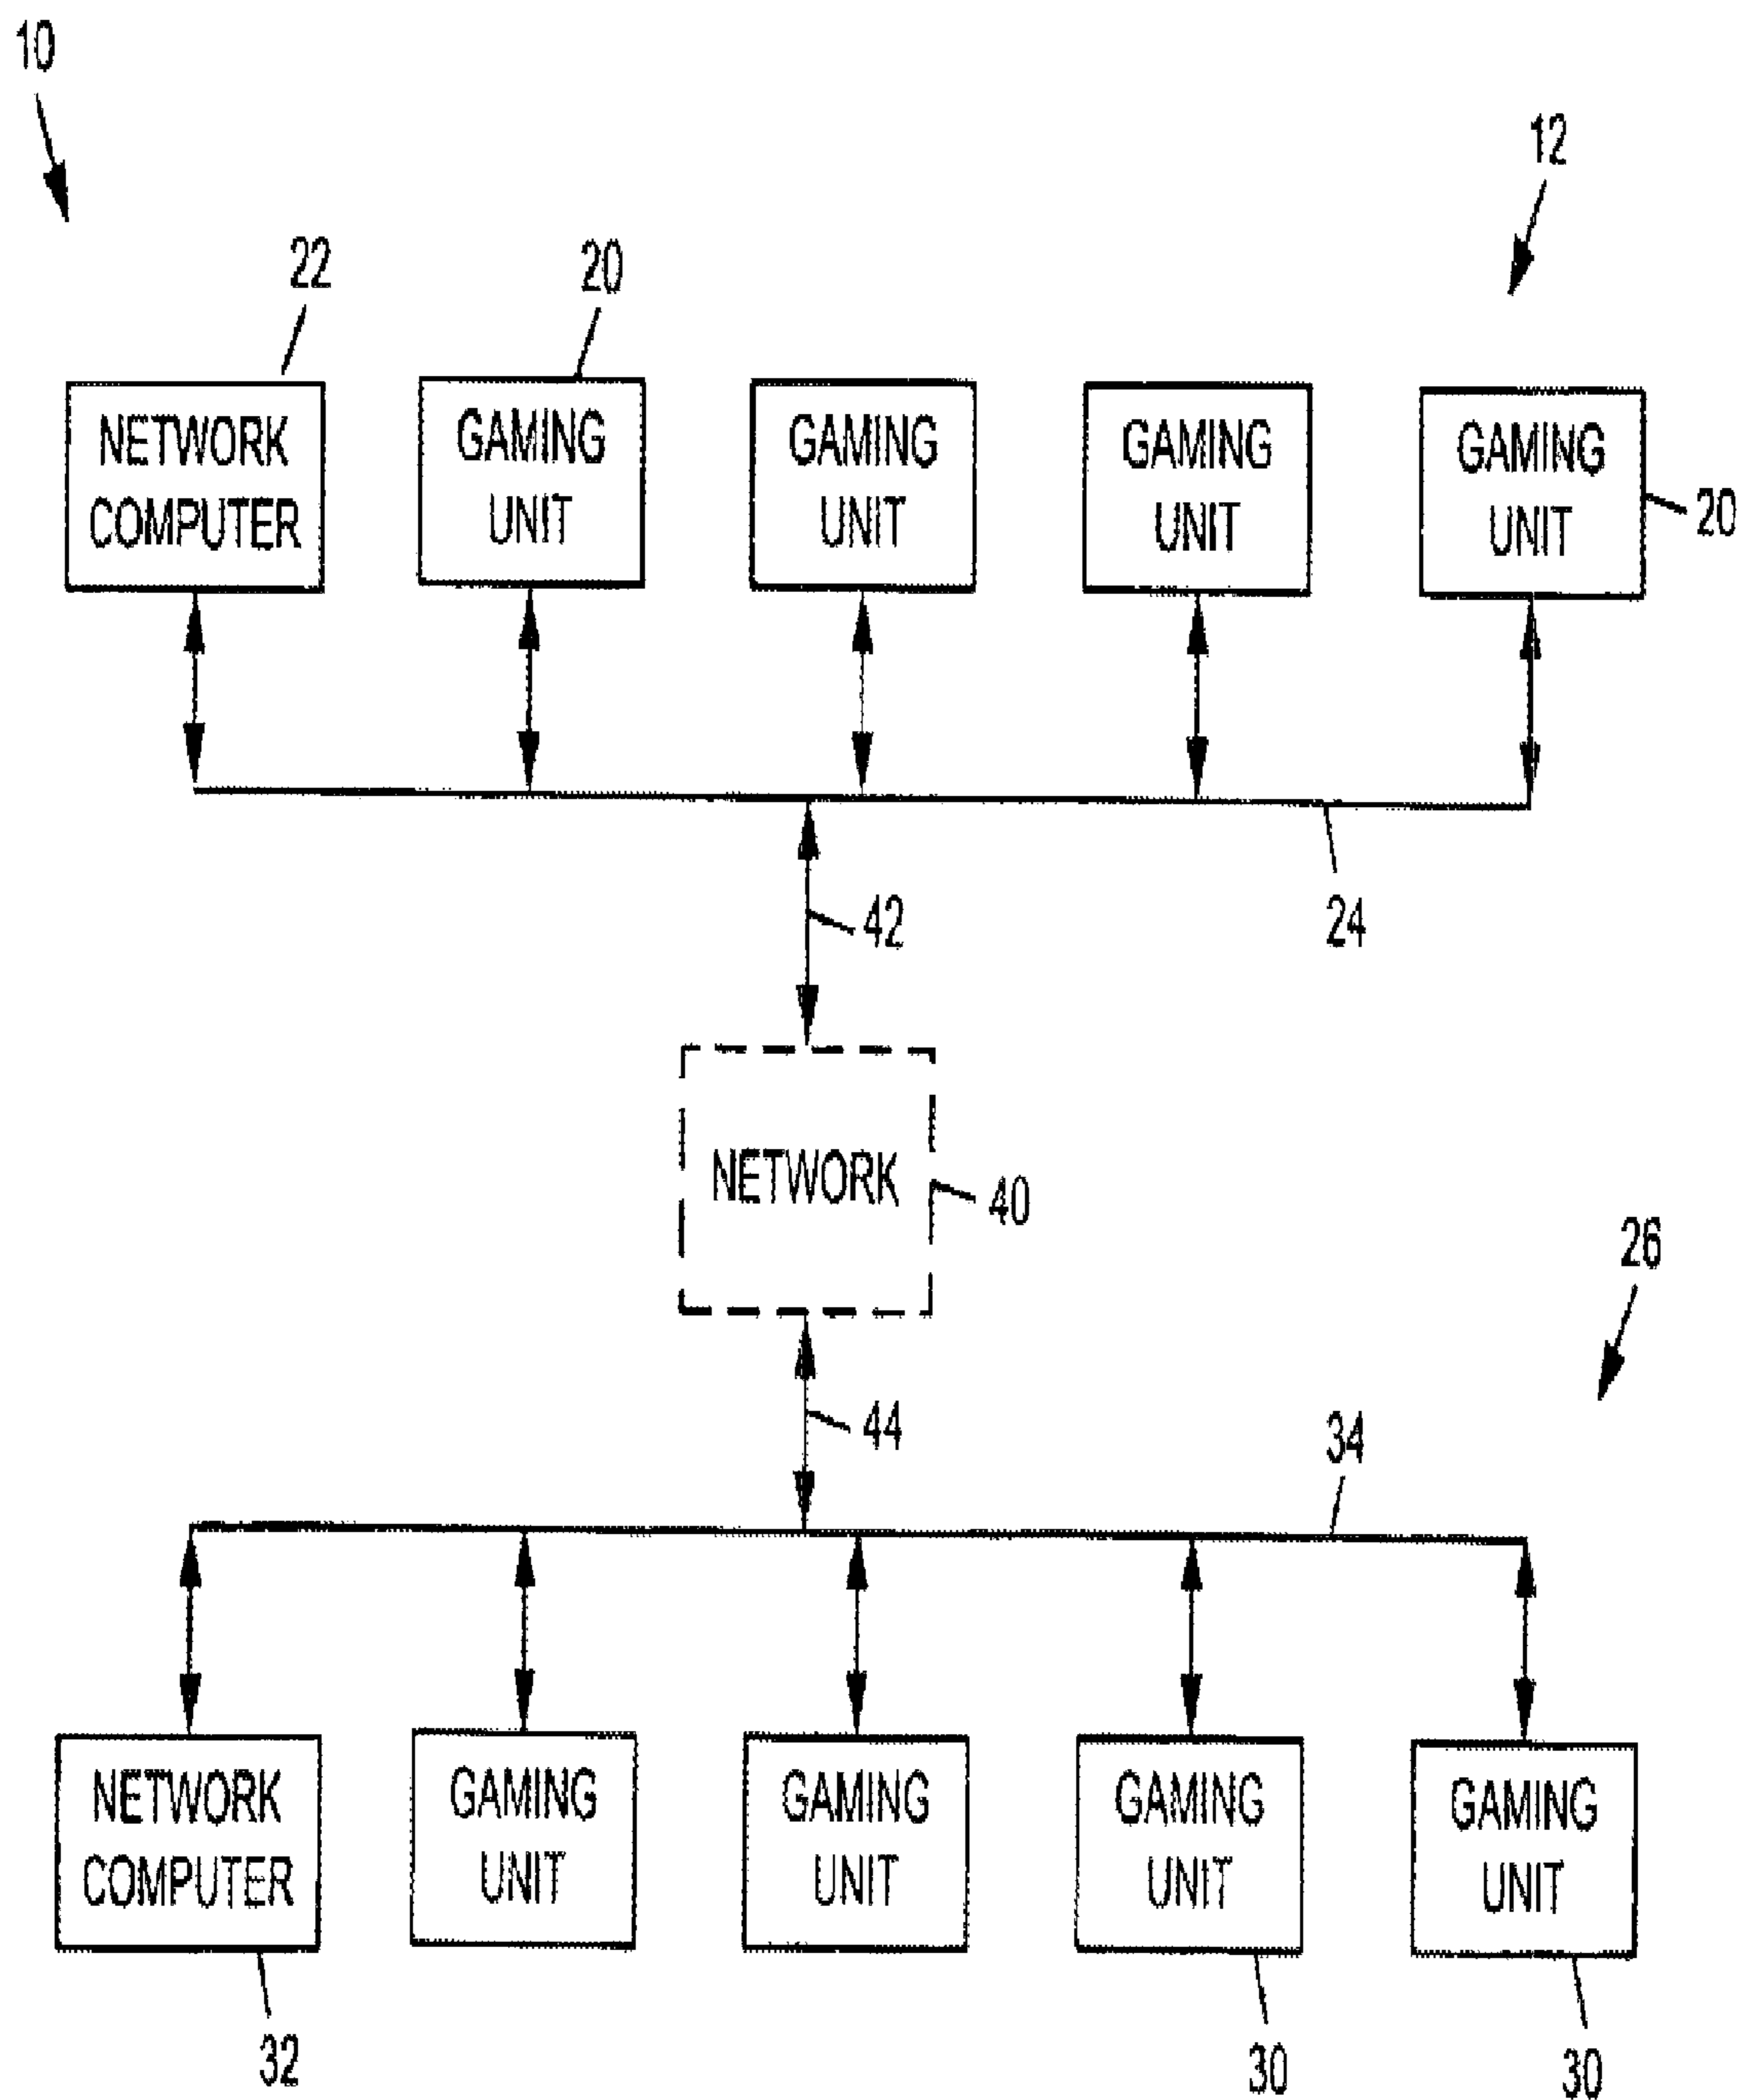 10
12
22
20
NETWORK
COMPUTER
GAMING
UNIT
GAMING
UNIT
GAMING
UNIT
GAMING
UNIT
20
42
24
NETWORK
40
26
44
34
NETWORK
COMPUTER
GAMING
UNIT
GAMING
UNIT
GAMING
UNIT
GAMING
UNIT
32
30
30